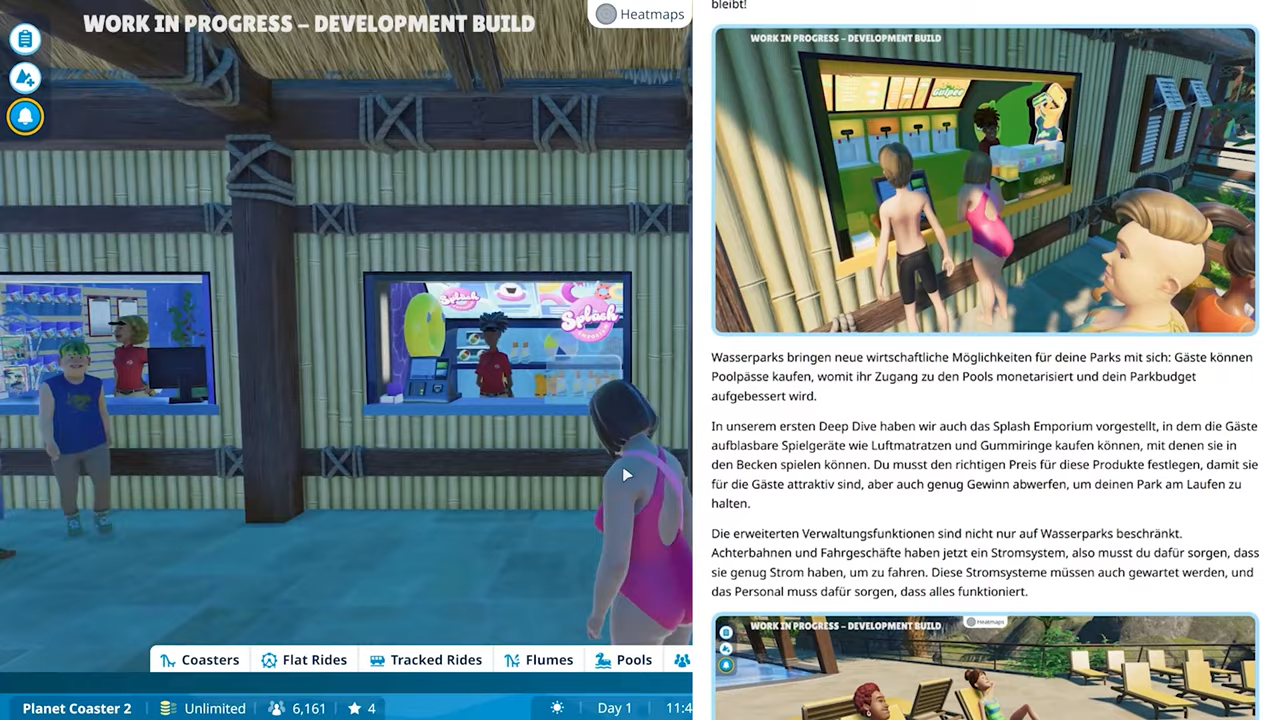 WORK IN PROGRESS – DEVELOPMENT BUILD
Heatmaps
Splash
Splash
Coasters
Flat Rides
Tracked Rides
Flumes
Pools
Planet Coaster 2
Unlimited
6,161
4
Day 1
11:4
bleibt!
WORK IN PROGRESS – DEVELOPMENT BUILD
Gulpee
Gulpee
Wasserparks bringen neue wirtschaftliche Möglichkeiten für deine Parks mit sich: Gäste können
Poolpässe kaufen, womit ihr Zugang zu den Pools monetarisiert und dein Parkbudget
aufgebessert wird.
In unserem ersten Deep Dive haben wir auch das Splash Emporium vorgestellt, in dem die Gäste
aufblasbare Spielgeräte wie Luftmatratzen und Gummiringe kaufen können, mit denen sie in
den Becken spielen können. Du musst den richtigen Preis für diese Produkte festlegen, damit sie
für die Gäste attraktiv sind, aber auch genug Gewinn abwerfen, um deinen Park am Laufen zu
halten.
Die erweiterten Verwaltungsfunktionen sind nicht nur auf Wasserparks beschränkt.
Achterbahnen und Fahrgeschäfte haben jetzt ein Stromsystem, also musst du dafür sorgen, dass
sie genug Strom haben, um zu fahren. Diese Stromsysteme müssen auch gewartet werden, und
das Personal muss dafür sorgen, dass alles funktioniert.
WORK IN PROGRESS – DEVELOPMENT BUILD
Heatmaps